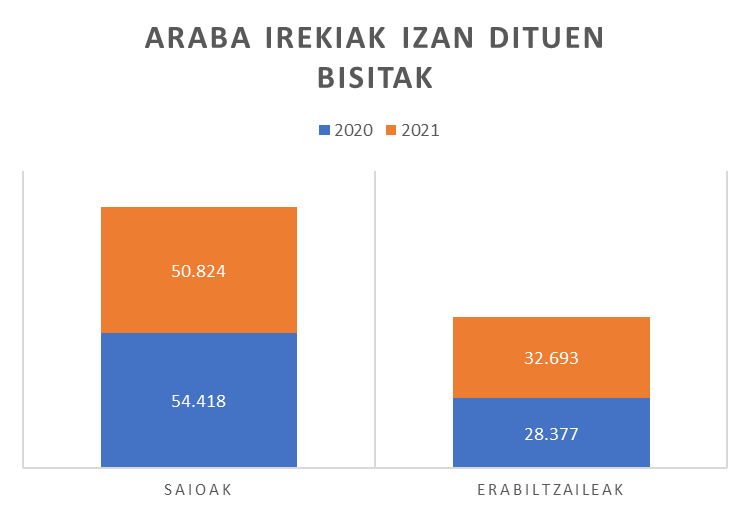 ARABA IREKIAK IZAN DITUEN
BISITAK
2020 2021
50.824
54.418
32.693
28.377
SAIOAK
ERABILTZAILEAK